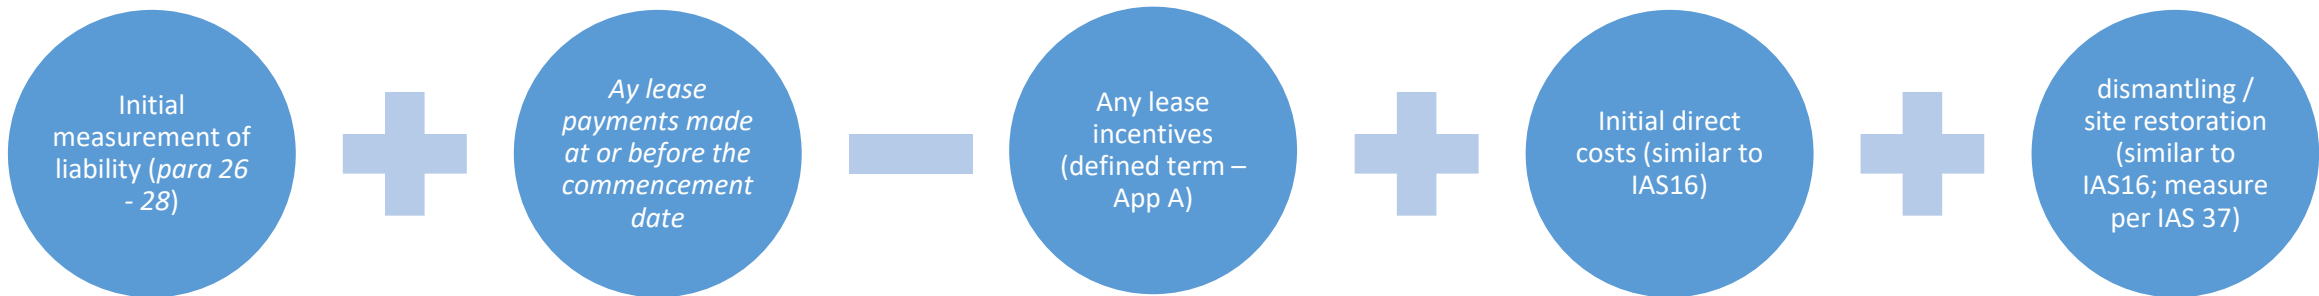 Initial
measurement of
liability (para 26
- 28)
Ay lease
payments made
at or before the
commencement
date
Any lease
incentives
(defined term –
App A)
Initial direct
costs (similar to
IAS16)
dismantling /
site restoration
(similar to
IAS16; measure
per IAS 37)